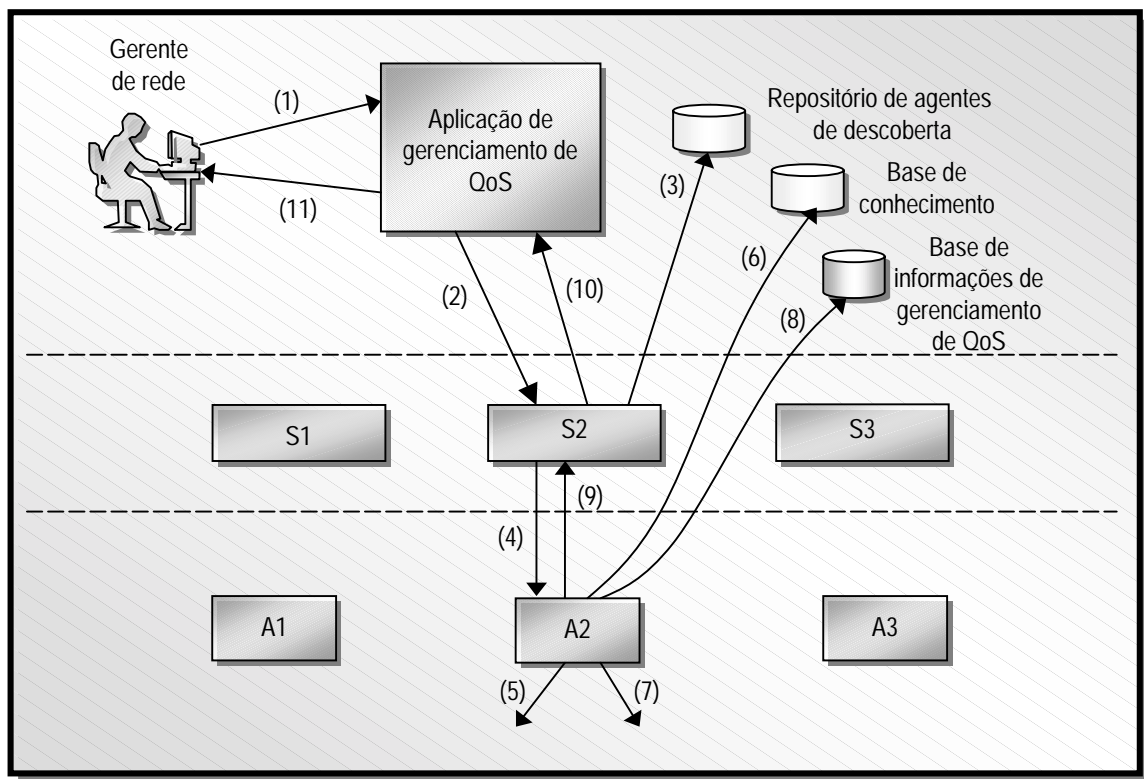 Gerente
de rede
(1)
(11)
Aplicação de
gerenciamento de
QoS
Repositório de agentes
de descoberta
(3)
Base de
conhecimento
(6)
Base de
informações de
gerenciamento
de QoS
(8)
(2)
(10)
S1
S2
S3
(4)
(9)
A1
A2
A3
(5)
(7)